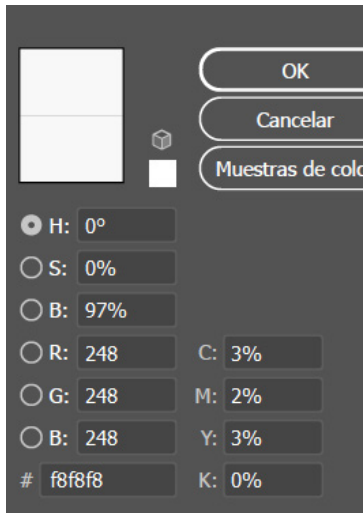 OK
Cancelar
Muestras de colo
H: 0°
S: 0%
B: 97%
R: 248 C: 3%
G: 248 M: 2%
B: 248 Y: 3%
# f8f8f8 K: 0%